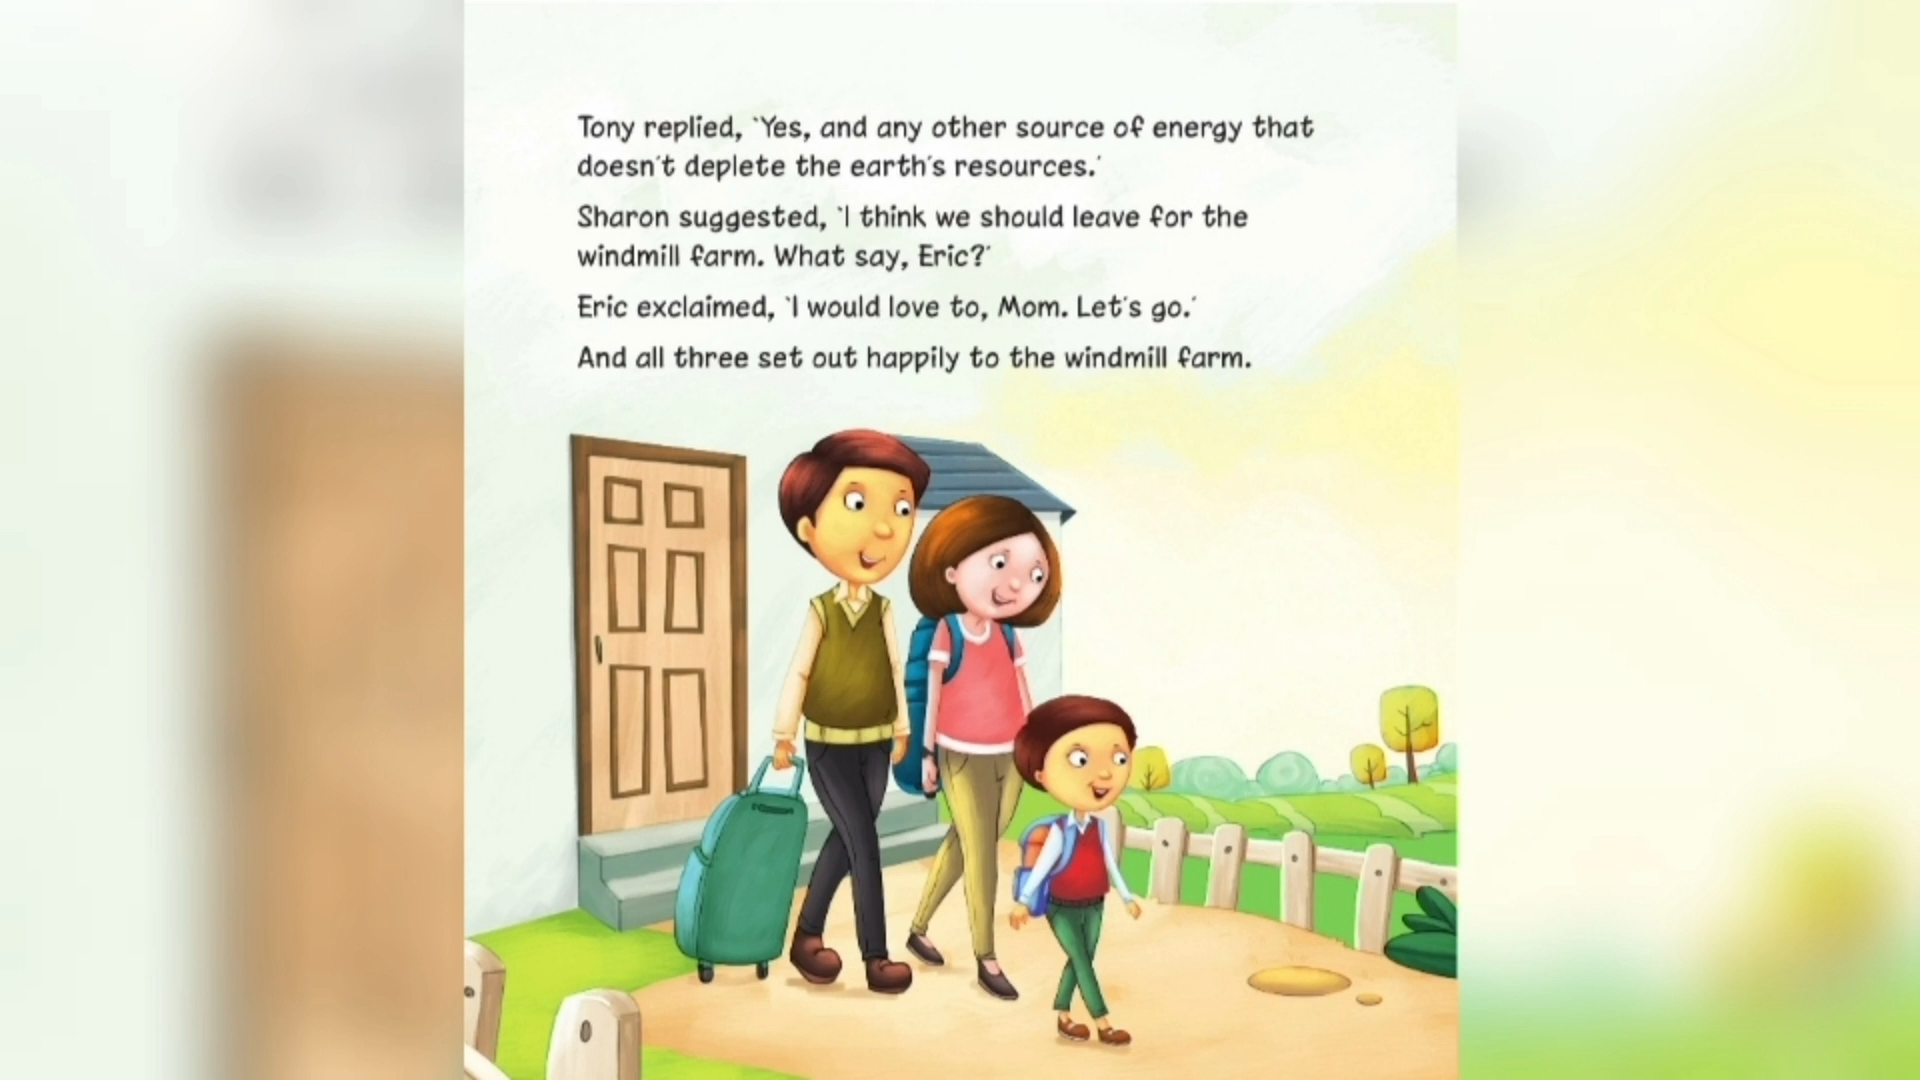 Tony replied, 'Yes, and any other source of energy that
doesn't deplete the earth's resources.'
Sharon suggested, 'I think we should leave for the
windmill farm. What say, Eric?'
Eric exclaimed, 'I would love to, Mom. Let's go.'
And all three set out happily to the windmill farm.